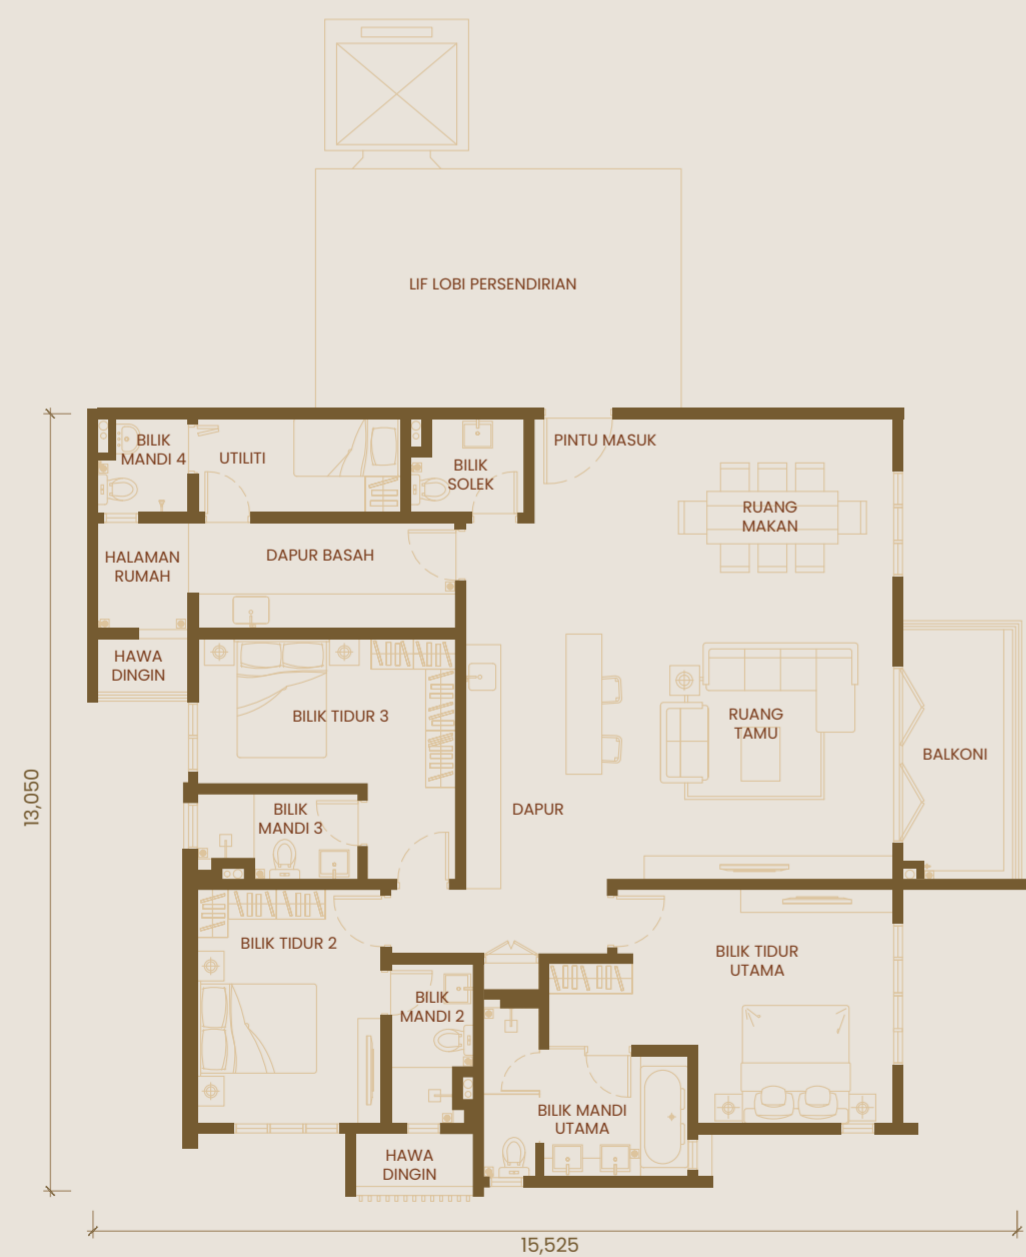 LIF LOBI PERSENDIRIAN
PINTU MASUK
BILIK
MANDI 4
UTILITI
BILIK
SOLEK
RUANG
MAKAN
HALAMAN
RUMAH
DAPUR BASAH
HAWA
DINGIN
BILIK TIDUR 3
RUANG
TAMU
BALKONI
13,050
BILIK
MANDI 3
DAPUR
BILIK TIDUR 2
BILIK TIDUR
UTAMA
BILIK
MANDI 2
BILIK MANDI
UTAMA
HAWA
DINGIN
15,525